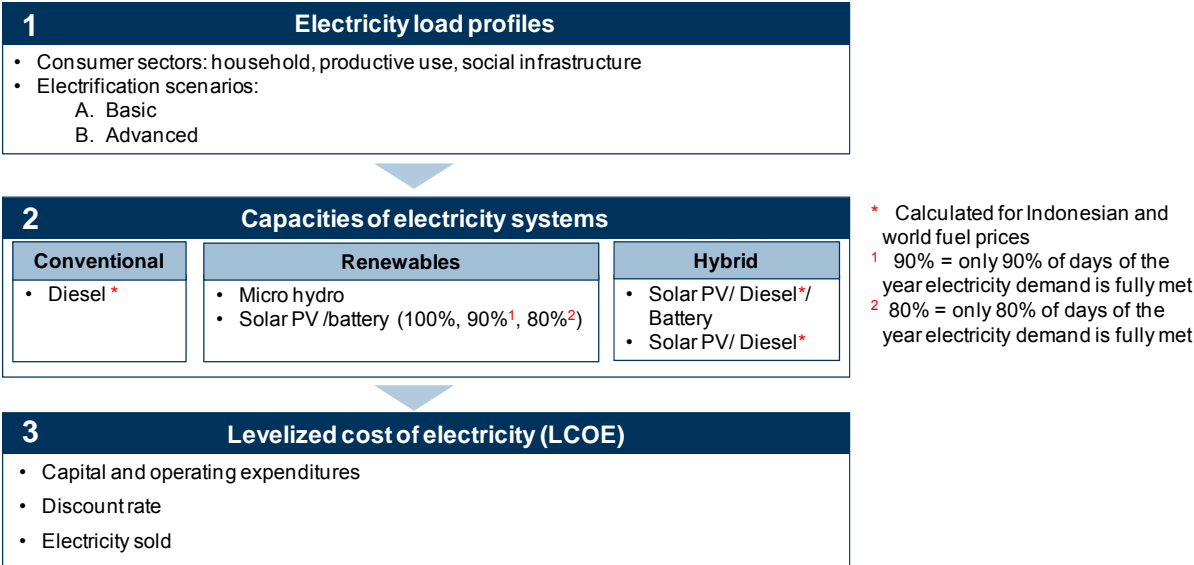 1 Electricity load profiles
• Consumer sectors: household, productive use, social infrastructure
• Electrification scenarios:
A. Basic
B. Advanced
2 Capacities of electricity systems
Conventional
• Diesel *
Renewables
• Micro hydro
• Solar PV /battery (100%, 90%¹, 80%²)
Hybrid
• Solar PV/ Diesel*/
Battery
• Solar PV/ Diesel*
* Calculated for Indonesian and
world fuel prices
¹ 90% = only 90% of days of the
year electricity demand is fully met
² 80% = only 80% of days of the
year electricity demand is fully met
3 Levelized cost of electricity (LCOE)
• Capital and operating expenditures
• Discount rate
• Electricity sold